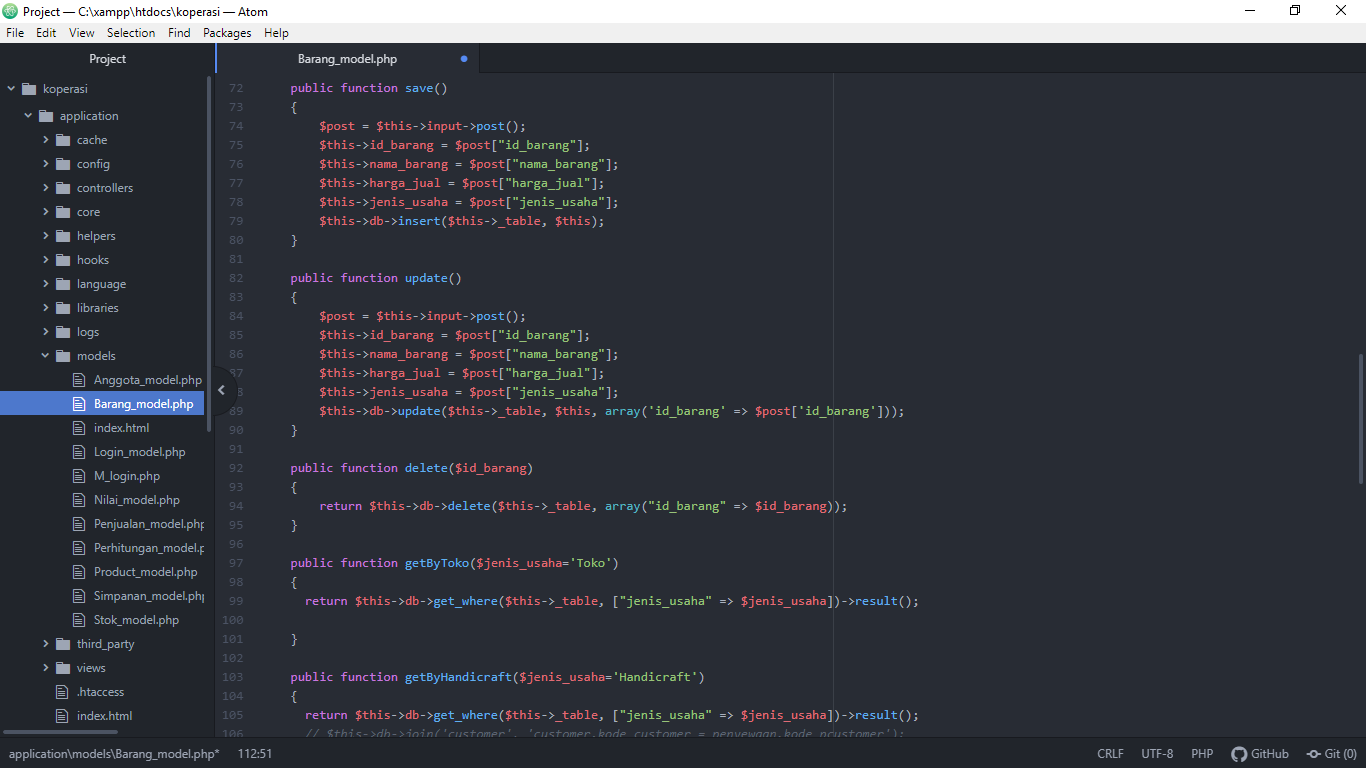 Project — C:\xampp\htdocs\koperasi — Atom
File Edit View Selection Find Packages Help
Project
koperasi
application
cache
config
controllers
core
helpers
hooks
language
libraries
logs
models
Anggota_model.php
Barang_model.php
index.html
Login_model.php
M_login.php
Nilai_model.php
Penjualan_model.php
Perhitungan_model.p
Product_model.php
Simpanan_model.php
Stok_model.php
third_party
views
.htaccess
index.html
Barang_model.php
72 public function save()
73 {
74 $post = $this->input->post();
75 $this->id_barang = $post["id_barang"];
76 $this->nama_barang = $post["nama_barang"];
77 $this->harga_jual = $post["harga_jual"];
78 $this->jenis_usaha = $post["jenis_usaha"];
79 $this->db->insert($this->_table, $this);
80 }
81
82 public function update()
83 {
84 $post = $this->input->post();
85 $this->id_barang = $post["id_barang"];
86 $this->nama_barang = $post["nama_barang"];
87 $this->harga_jual = $post["harga_jual"];
8 $this->jenis_usaha = $post["jenis_usaha"];
89 $this->db->update($this->_table, $this, array('id_barang' => $post['id_barang']));
90 }
91
92 public function delete($id_barang)
93 {
94 return $this->db->delete($this->_table, array("id_barang" => $id_barang));
95 }
96
97 public function getByToko($jenis_usaha='Toko')
98 {
99 return $this->db->get_where($this->_table, ["jenis_usaha" => $jenis_usaha])->result();
100
101 }
102
103 public function getByHandicraft($jenis_usaha='Handicraft')
104 {
105 return $this->db->get_where($this->_table, ["jenis_usaha" => $jenis_usaha])->result();
106 // $this->db->join('customer', 'customer.kode_customer = penyewaan.kode_pcustomer');
application\models\Barang_model.php* 112:51 CRLF UTF-8 PHP GitHub Git (0)